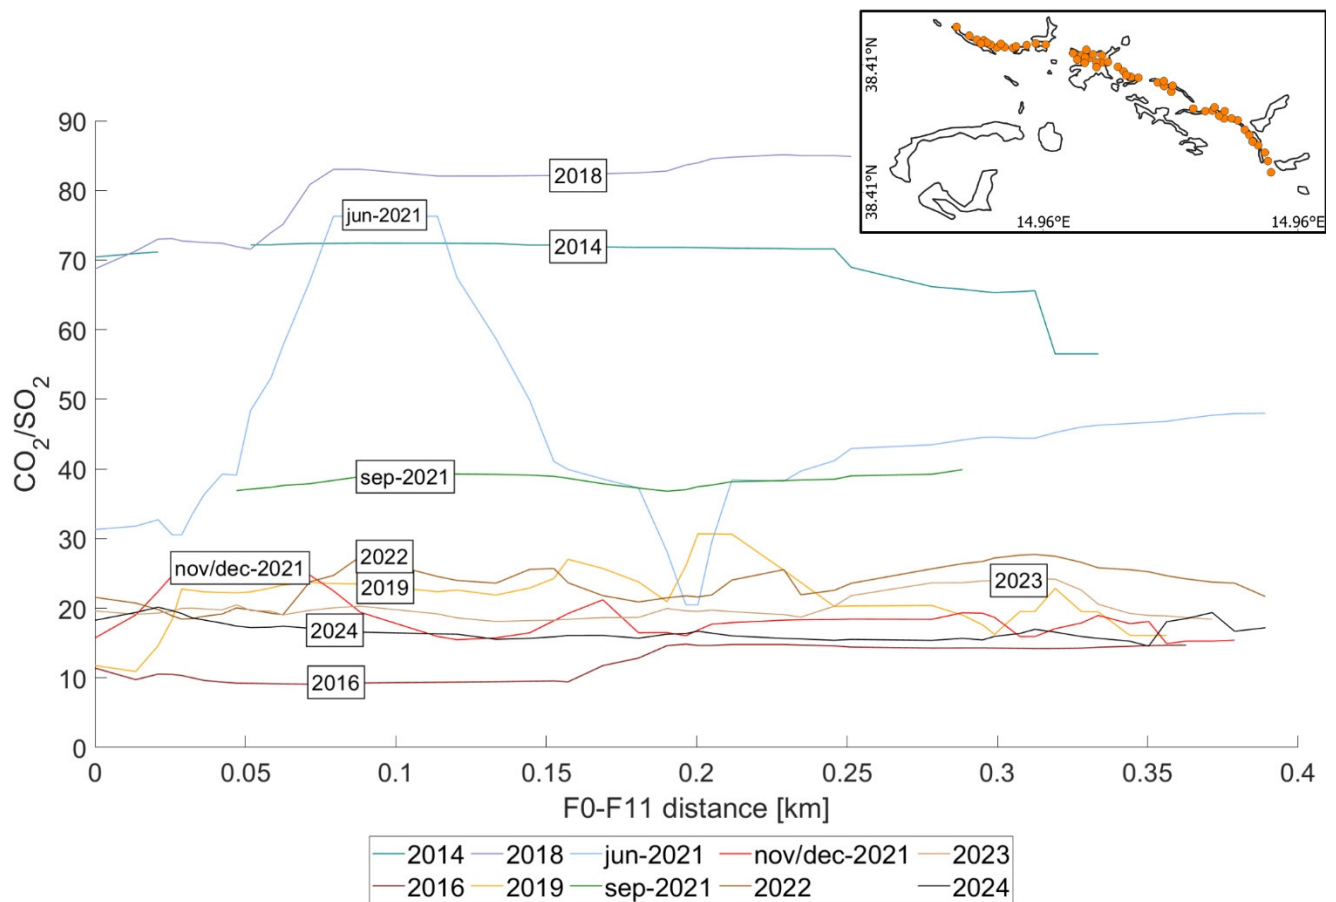 38.41°N
38.41°N
14.96°E
14.96°E
90
80
70
60
50
40
30
20
10
0
CO2/SO2
2018
jun-2021
2014
sep-2021
2022
nov/dec-2021
2019
2023
2024
2016
0 0.05 0.1 0.15 0.2 0.25 0.3 0.35 0.4
F0-F11 distance [km]
2014 2018 jun-2021 nov/dec-2021 2023
2016 2019 sep-2021 2022 2024